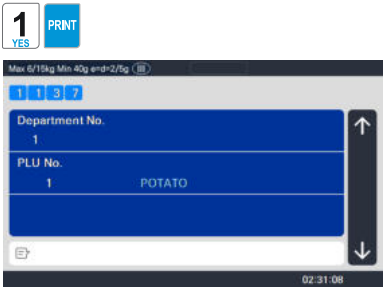 1
YES
PRINT
Max 6/15kg Min 40g e=d=2/5g (III)
1 1 3 7
Department No.
1
PLU No.
1 POTATO
02:31:08